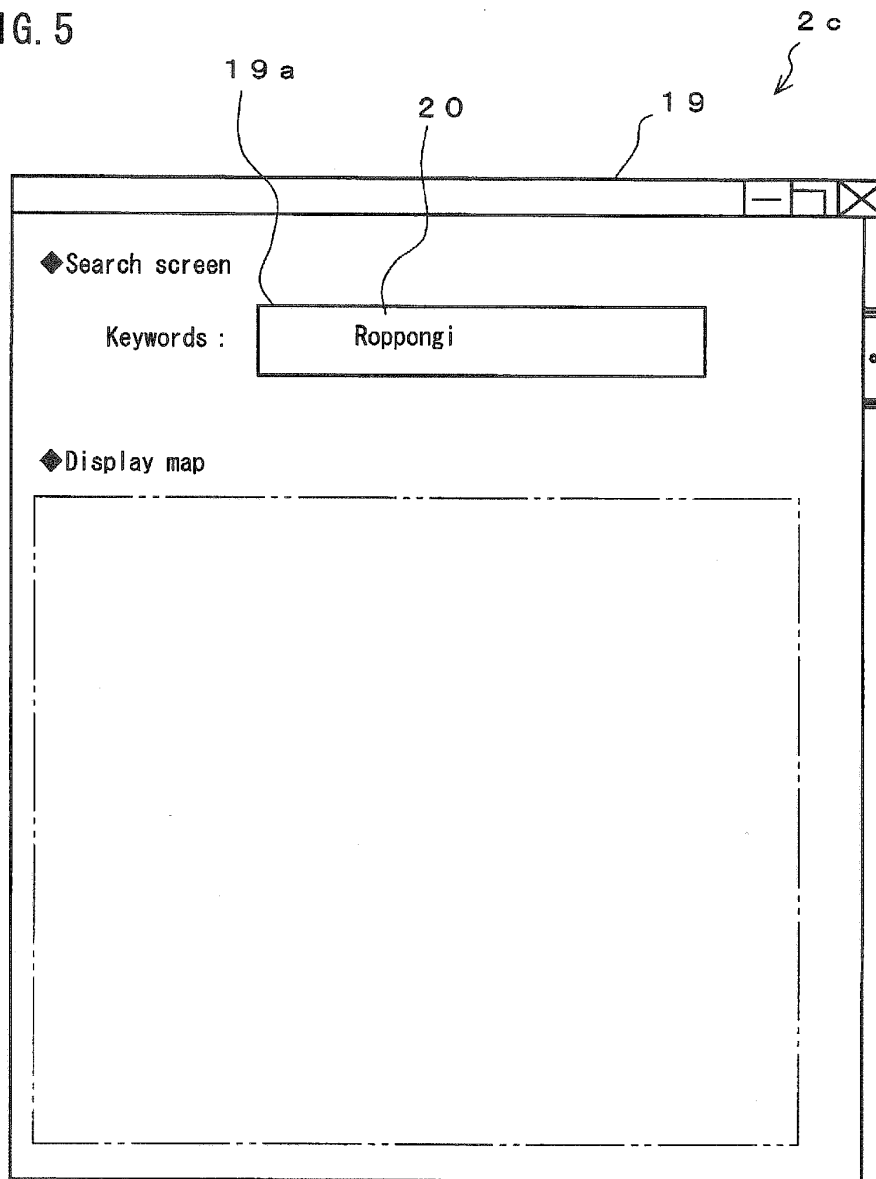 IG. 5
2c
19a
20
19
◆Search screen
Keywords : Roppongi
◆Display map